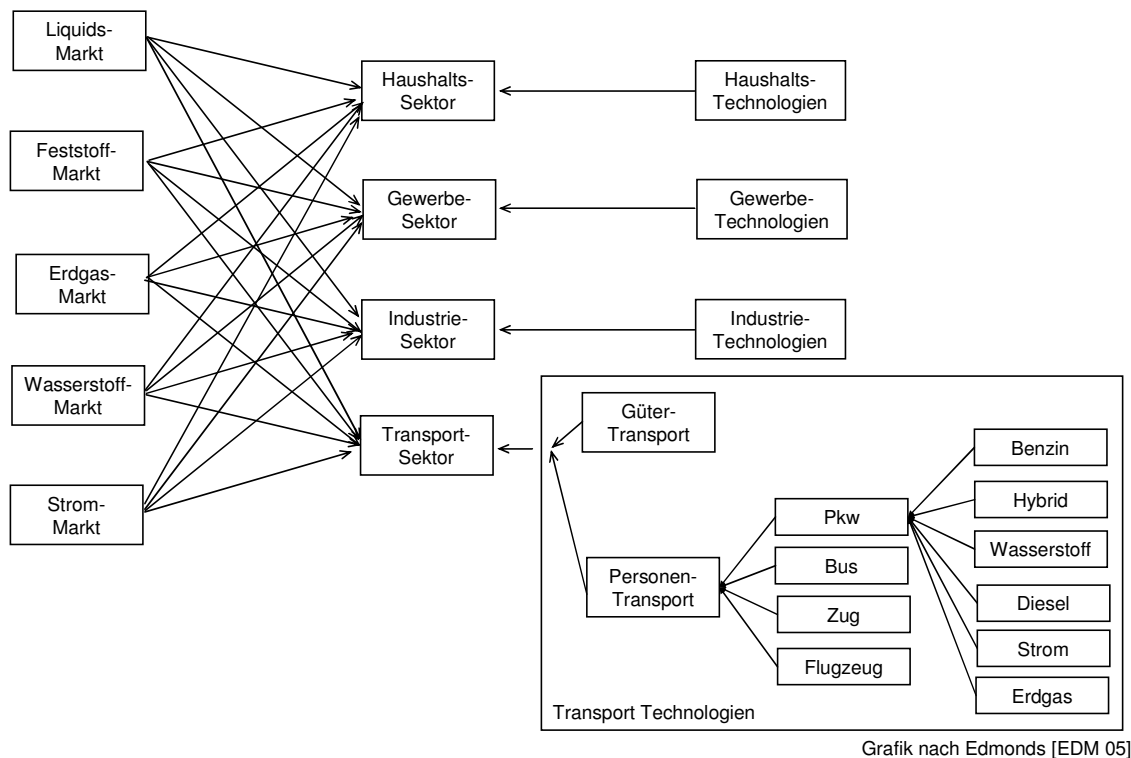 Liquids-
Markt
Feststoff-
Markt
Erdgas-
Markt
Wasserstoff-
Markt
Strom-
Markt
Haushalts-
Sektor
Gewerbe-
Sektor
Industrie-
Sektor
Transport-
Sektor
Haushalts-
Technologien
Gewerbe-
Technologien
Industrie-
Technologien
Güter-
Transport
Personen-
Transport
Pkw
Bus
Zug
Flugzeug
Benzin
Hybrid
Wasserstoff
Diesel
Strom
Erdgas
Transport Technologien
Grafik nach Edmonds [EDM 05]